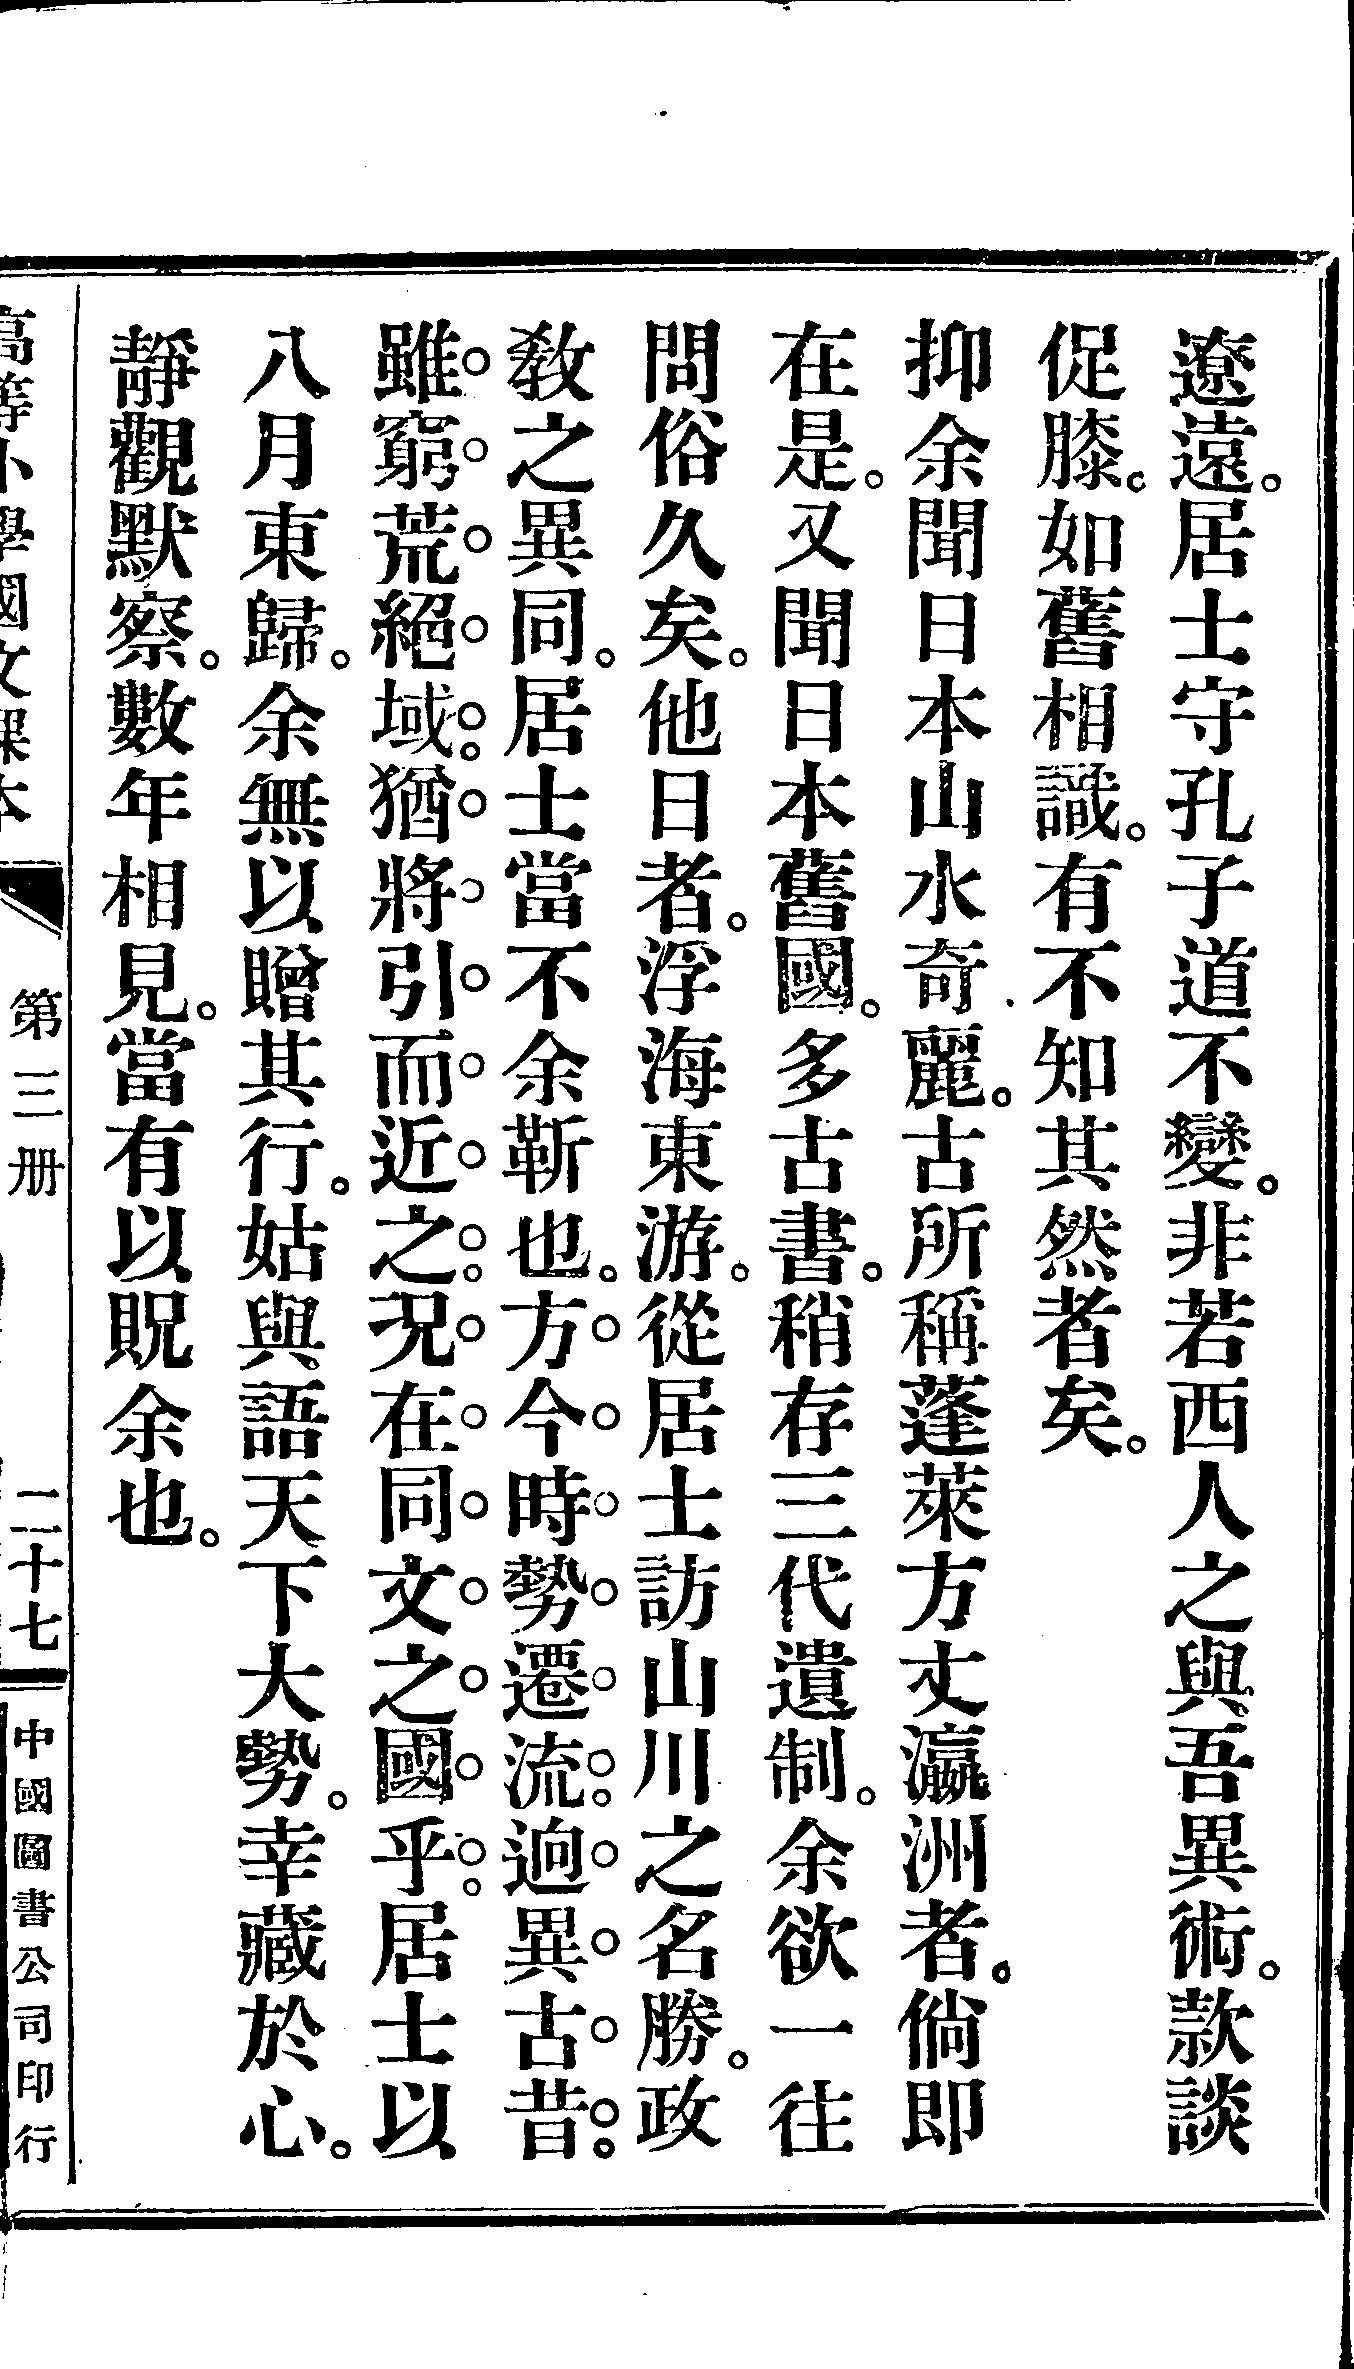 遼遠。居士守孔子道不變。非若西人之與吾異術。款談
促膝。如舊相識。有不知其然者矣。
抑余聞日本山水奇麗。古所稱蓬萊方丈瀛洲者。倘即
在是。又聞日本舊國。多古書。稍存三代遺制。余欲一往
問俗久矣。他日者。浮海東游。從居士訪山川之名勝。政
敎之異同。居士當不余靳也。方今時勢遷流。逈異古昔。
雖窮荒絕域。猶將引而近之。况在同文之國乎。居士以
八月東歸。余無以贈其行。姑與語天下大勢。幸藏於心。
靜觀默察。數年相見。當有以貺余也。
高等小學國文課本 第三册 二十七 中國圖書公司印行